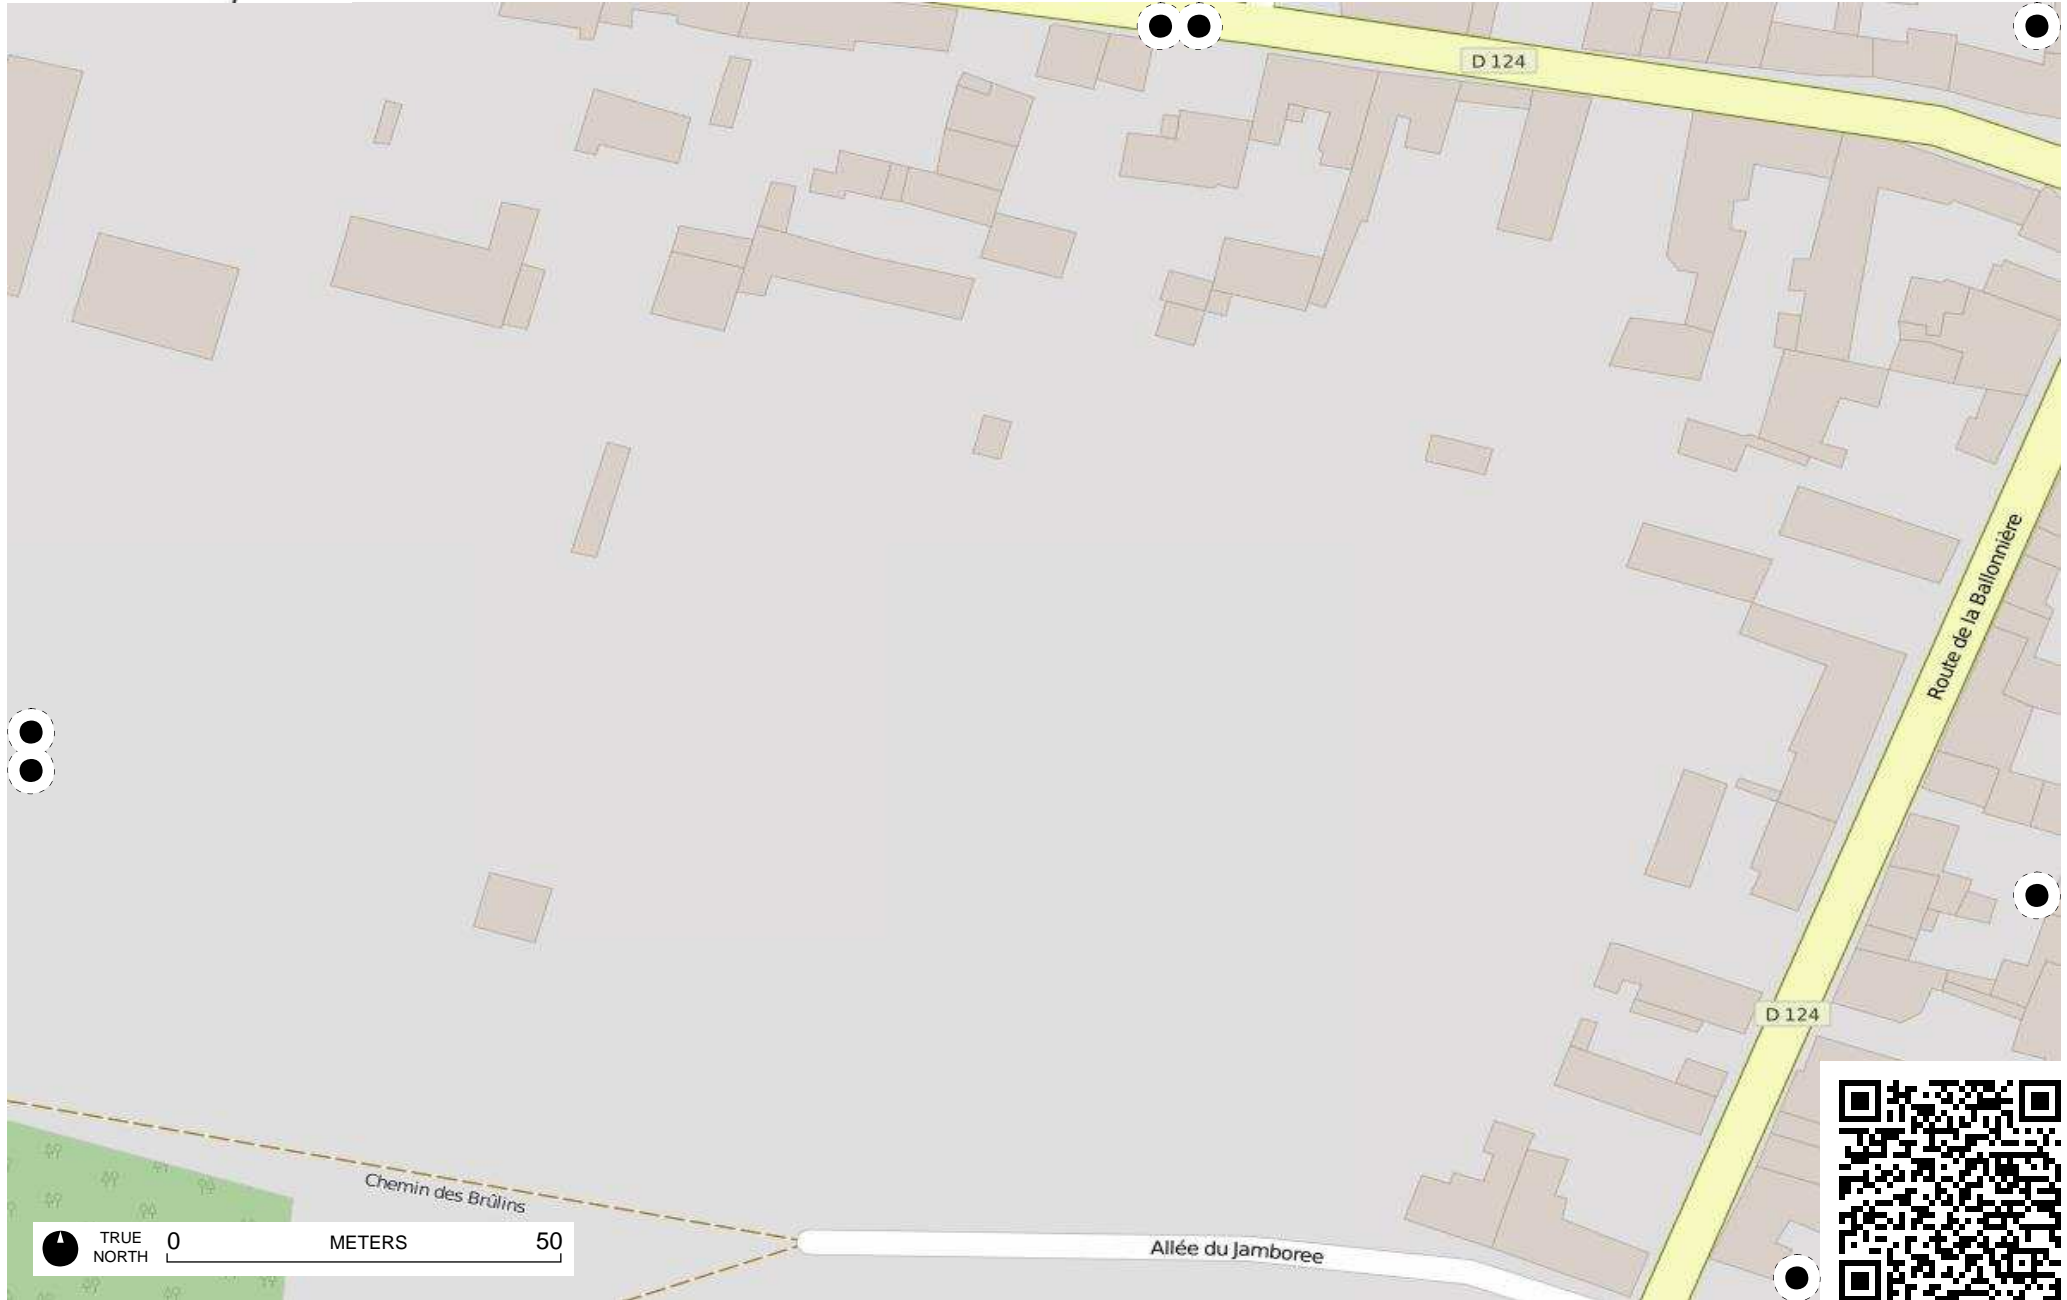 D 124
Route de la Ballonnière
D 124
Chemin des Brûlins
Allée du Jamboree
TRUE
NORTH
0 METERS 50